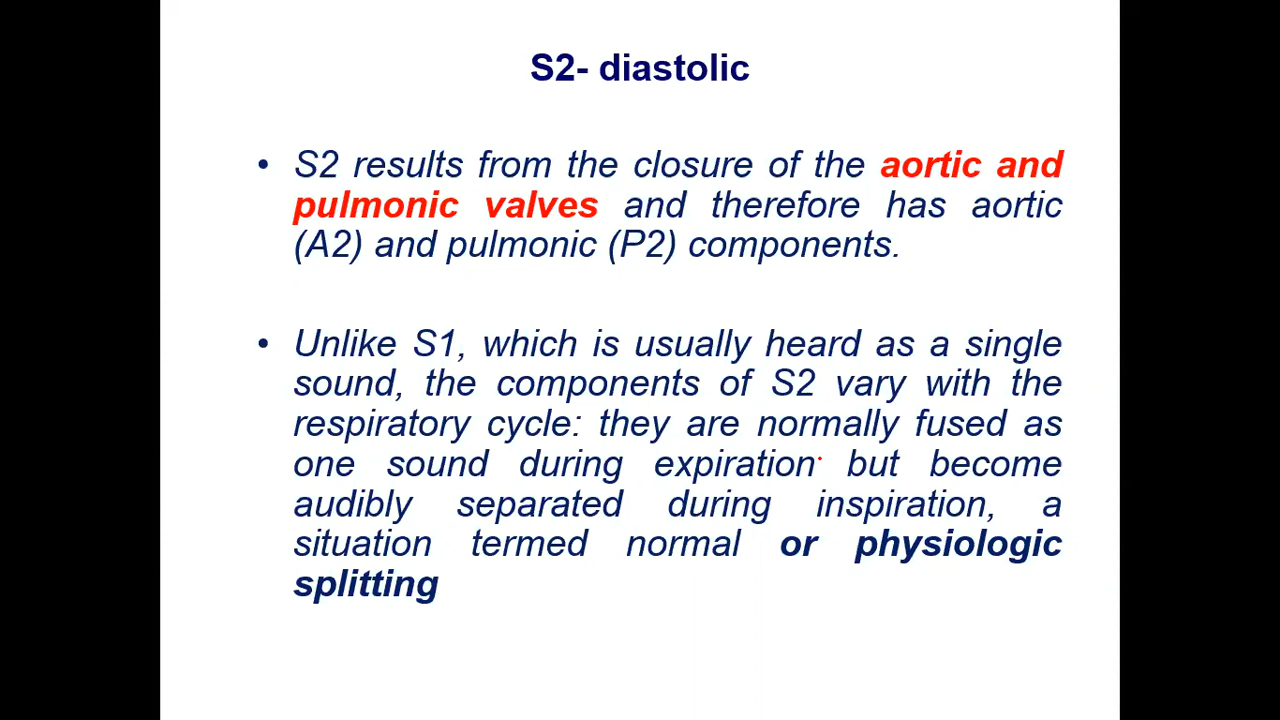 S2- diastolic
• S2 results from the closure of the aortic and
pulmonic valves and therefore has aortic
(A2) and pulmonic (P2) components.
• Unlike S1, which is usually heard as a single
sound, the components of S2 vary with the
respiratory cycle: they are normally fused as
one sound during expiration but become
audibly separated during inspiration, a
situation termed normal or physiologic
splitting